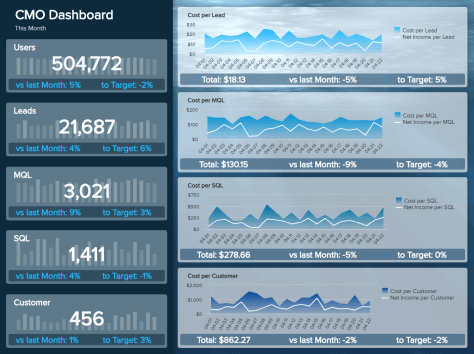 CMO Dashboard
This Month
Users
504,772
vs last Month: 5% to Target: -2%
Leads
21,687
vs last Month: 4% to Target: 6%
MQL
3,021
vs last Month: 9% to Target: 3%
SQL
1,411
vs last Month: 4% to Target: -1%
Customer
456
vs last Month: 1% to Target: 3%
Cost per Lead
$60
$40
$20
$0
Cost per Lead
Net Income per Lead
Total: $18.13 vs last Month: -5% to Target: 5%
Cost per MQL
$200
$100
$0
Cost per MQL
Net Income per MQL
Total: $130.15 vs last Month: -9% to Target: -4%
Cost per SQL
$500
$250
$0
Cost per SQL
Net Income per SQL
Total: $278.66 vs last Month: -5% to Target: 0%
Cost per Customer
$2,000
$1,000
$0
Cost per Customer
Net Income per Customer
Total: $862.27 vs last Month: -2% to Target: -2%